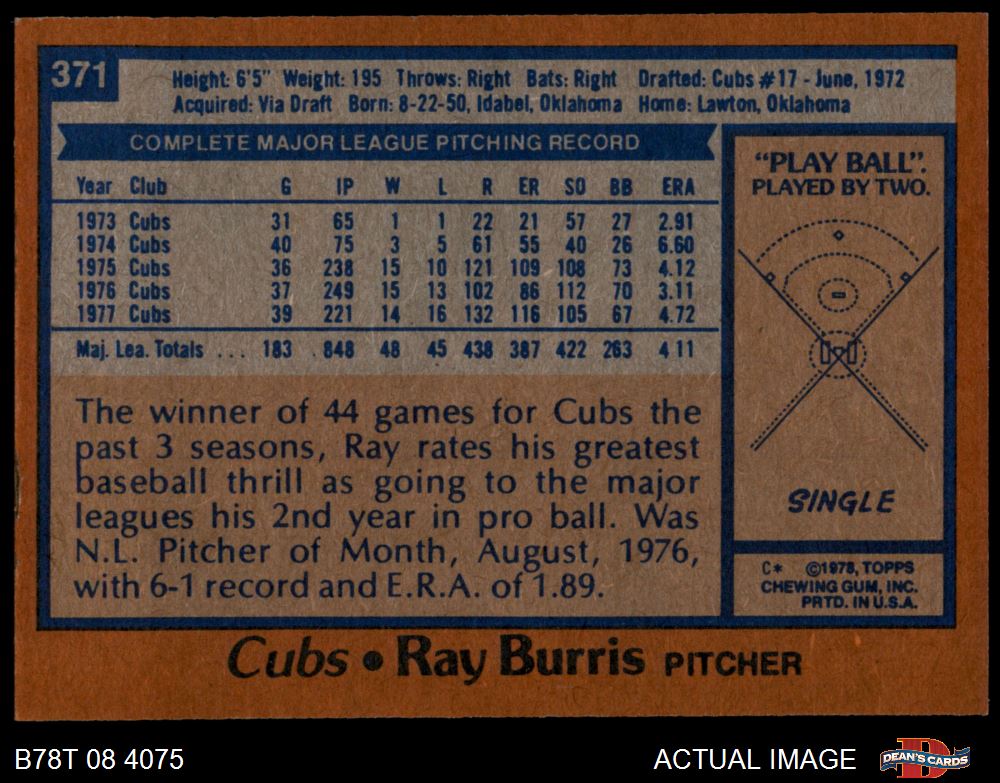 371
Height: 6'5" Weight: 195 Throws: Right Bats: Right Drafted: Cubs #17 - June, 1972
Acquired: Via Draft Born: 8-22-50, Idabel, Oklahoma Home: Lawton, Oklahoma
COMPLETE MAJOR LEAGUE PITCHING RECORD
Year Club G IP W L R ER SO BB ERA
1973 Cubs 31 65 1 1 22 21 57 27 2.91
1974 Cubs 40 75 3 5 61 55 40 26 6.60
1975 Cubs 36 238 15 10 121 109 108 73 4.12
1976 Cubs 37 249 15 13 102 86 112 70 3.11
1977 Cubs 39 221 14 16 132 116 105 67 4.72
Maj. Lea. Totals ... 183 848 48 45 438 387 422 263 4 11
The winner of 44 games for Cubs the
past 3 seasons, Ray rates his greatest
baseball thrill as going to the major
leagues his 2nd year in pro ball. Was
N.L. Pitcher of Month, August, 1976,
with 6-1 record and E.R.A. of 1.89.
"PLAY BALL".
PLAYED BY TWO.
SINGLE
C* ©1978, TOPPS
CHEWING GUM, INC.
PRTD. IN U.S.A.
Cubs • Ray Burris PITCHER
B78T 08 4075
ACTUAL IMAGE
DEAN'S CARDS